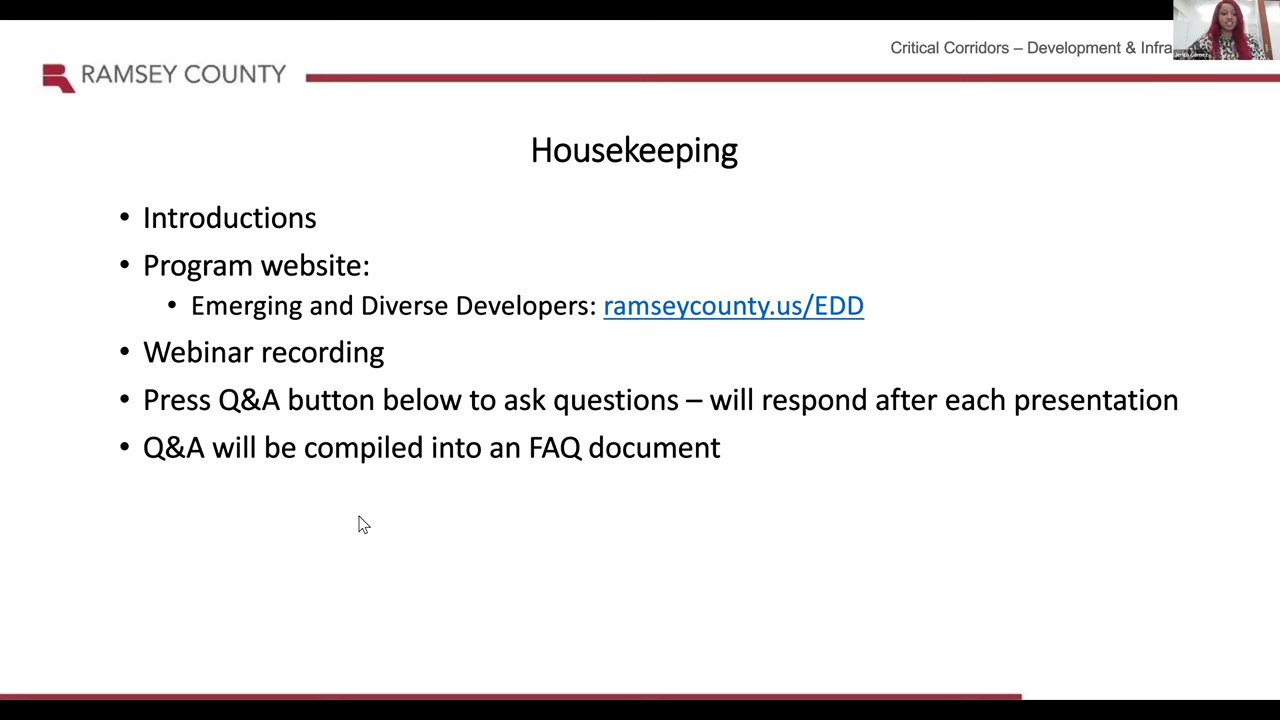 Critical Corridors – Development & Infra
RAMSEY COUNTY
Housekeeping
• Introductions
• Program website:
• Emerging and Diverse Developers: ramseycounty.us/EDD
• Webinar recording
• Press Q&A button below to ask questions – will respond after each presentation
• Q&A will be compiled into an FAQ document